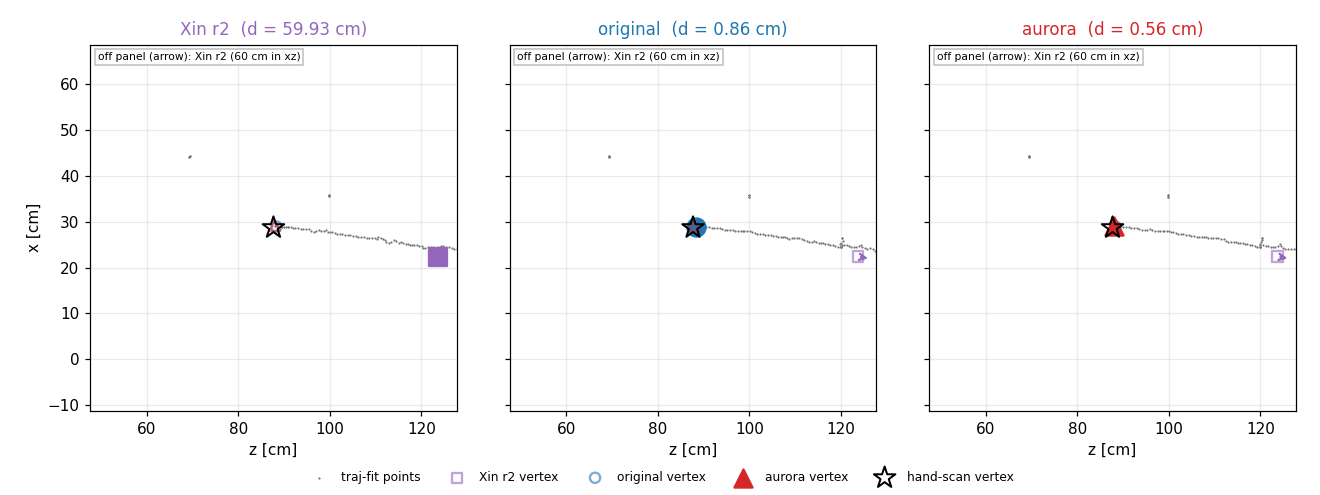 Xin r2  (d = 59.93 cm)
original  (d = 0.86 cm)
aurora  (d = 0.56 cm)
off panel (arrow): Xin r2 (60 cm in xz)
off panel (arrow): Xin r2 (60 cm in xz)
off panel (arrow): Xin r2 (60 cm in xz)
x [cm]
60
50
40
30
20
10
0
−10
60
80
100
120
60
80
100
120
60
80
100
120
z [cm]
z [cm]
z [cm]
traj-fit points
Xin r2 vertex
original vertex
aurora vertex
hand-scan vertex